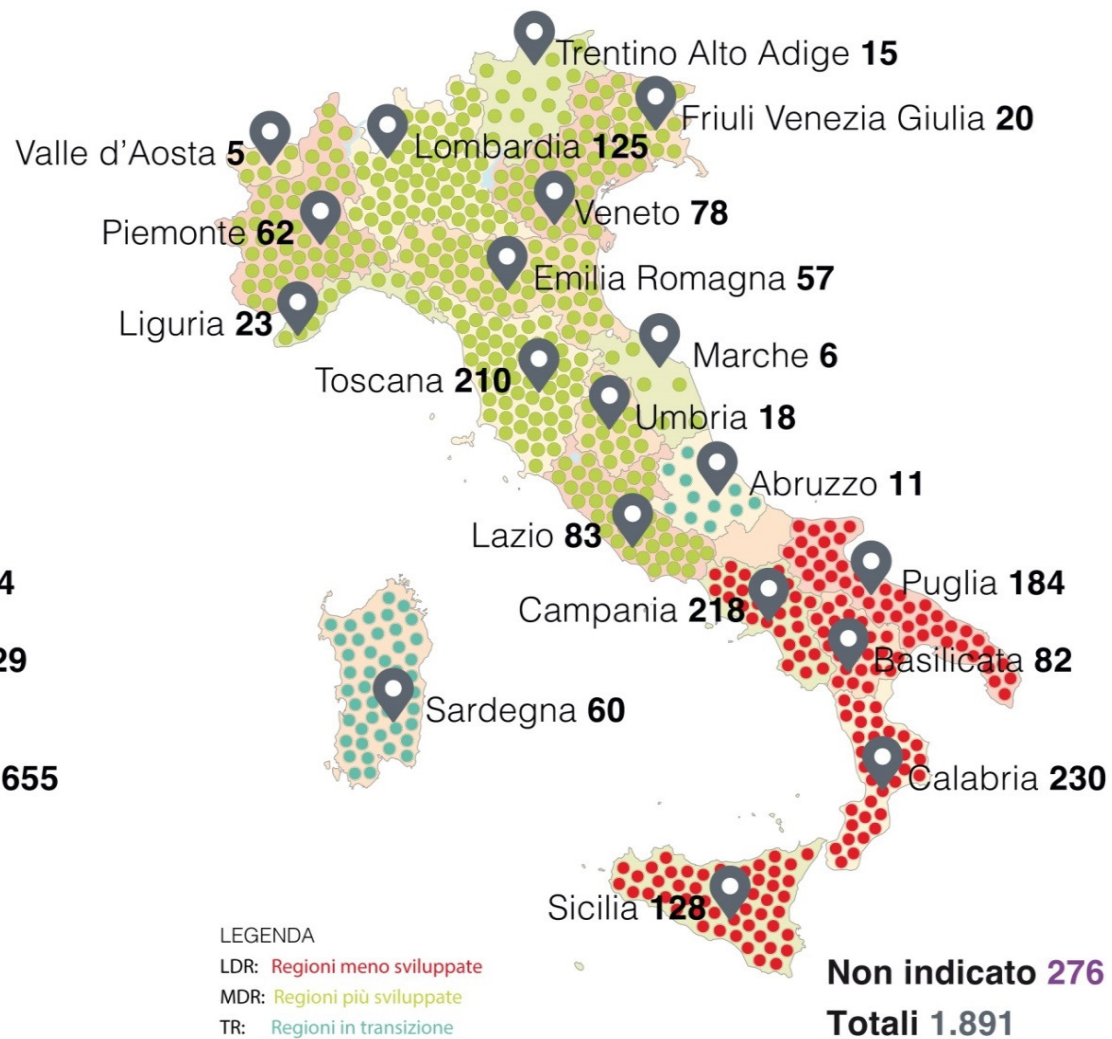 Trentino Alto Adige 15
Friuli Venezia Giulia 20
Valle d'Aosta 5
Lombardia 125
Veneto 78
Piemonte 62
Emilia Romagna 57
Liguria 23
Marche 6
Toscana 210
Umbria 18
Abruzzo 11
Lazio 83
Puglia 184
4
Campania 218
29
Basilicata 82
Sardegna 60
655
Calabria 230
Sicilia 128
LEGENDA
LDR: Regioni meno sviluppate
MDR: Regioni più sviluppate
TR: Regioni in transizione
Non indicato 276
Totali 1.891